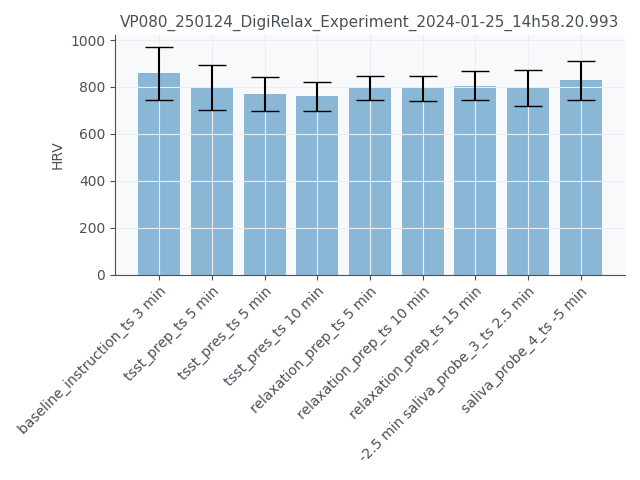 VP080_250124_DigiRelax_Experiment_2024-01-25_14h58.20.993
1000
800
600
400
200
0
HRV
baseline_instruction_ts 3 min
tsst_prep_ts 5 min
tsst_pres_ts 5 min
tsst_pres_ts 10 min
relaxation_prep_ts 5 min
relaxation_prep_ts 10 min
relaxation_prep_ts 15 min
-2.5 min saliva_probe_3_ts 2.5 min
saliva_probe_4_ts -5 min